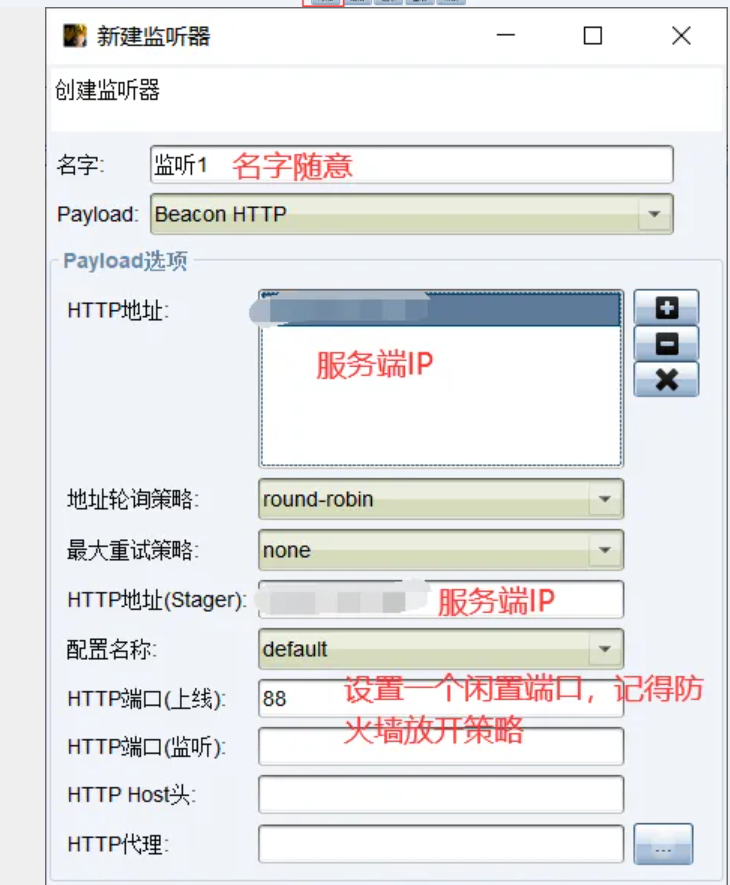 新建监听器
创建监听器
名字: 监听1 名字随意
Payload: Beacon HTTP
Payload选项
HTTP地址:
服务端IP
地址轮询策略: round-robin
最大重试策略: none
HTTP地址(Stager): 服务端IP
配置名称: default
HTTP端口(上线): 88 设置一个闲置端口，记得防
火墙放开策略
HTTP端口(监听):
HTTP Host头:
HTTP代理: ...